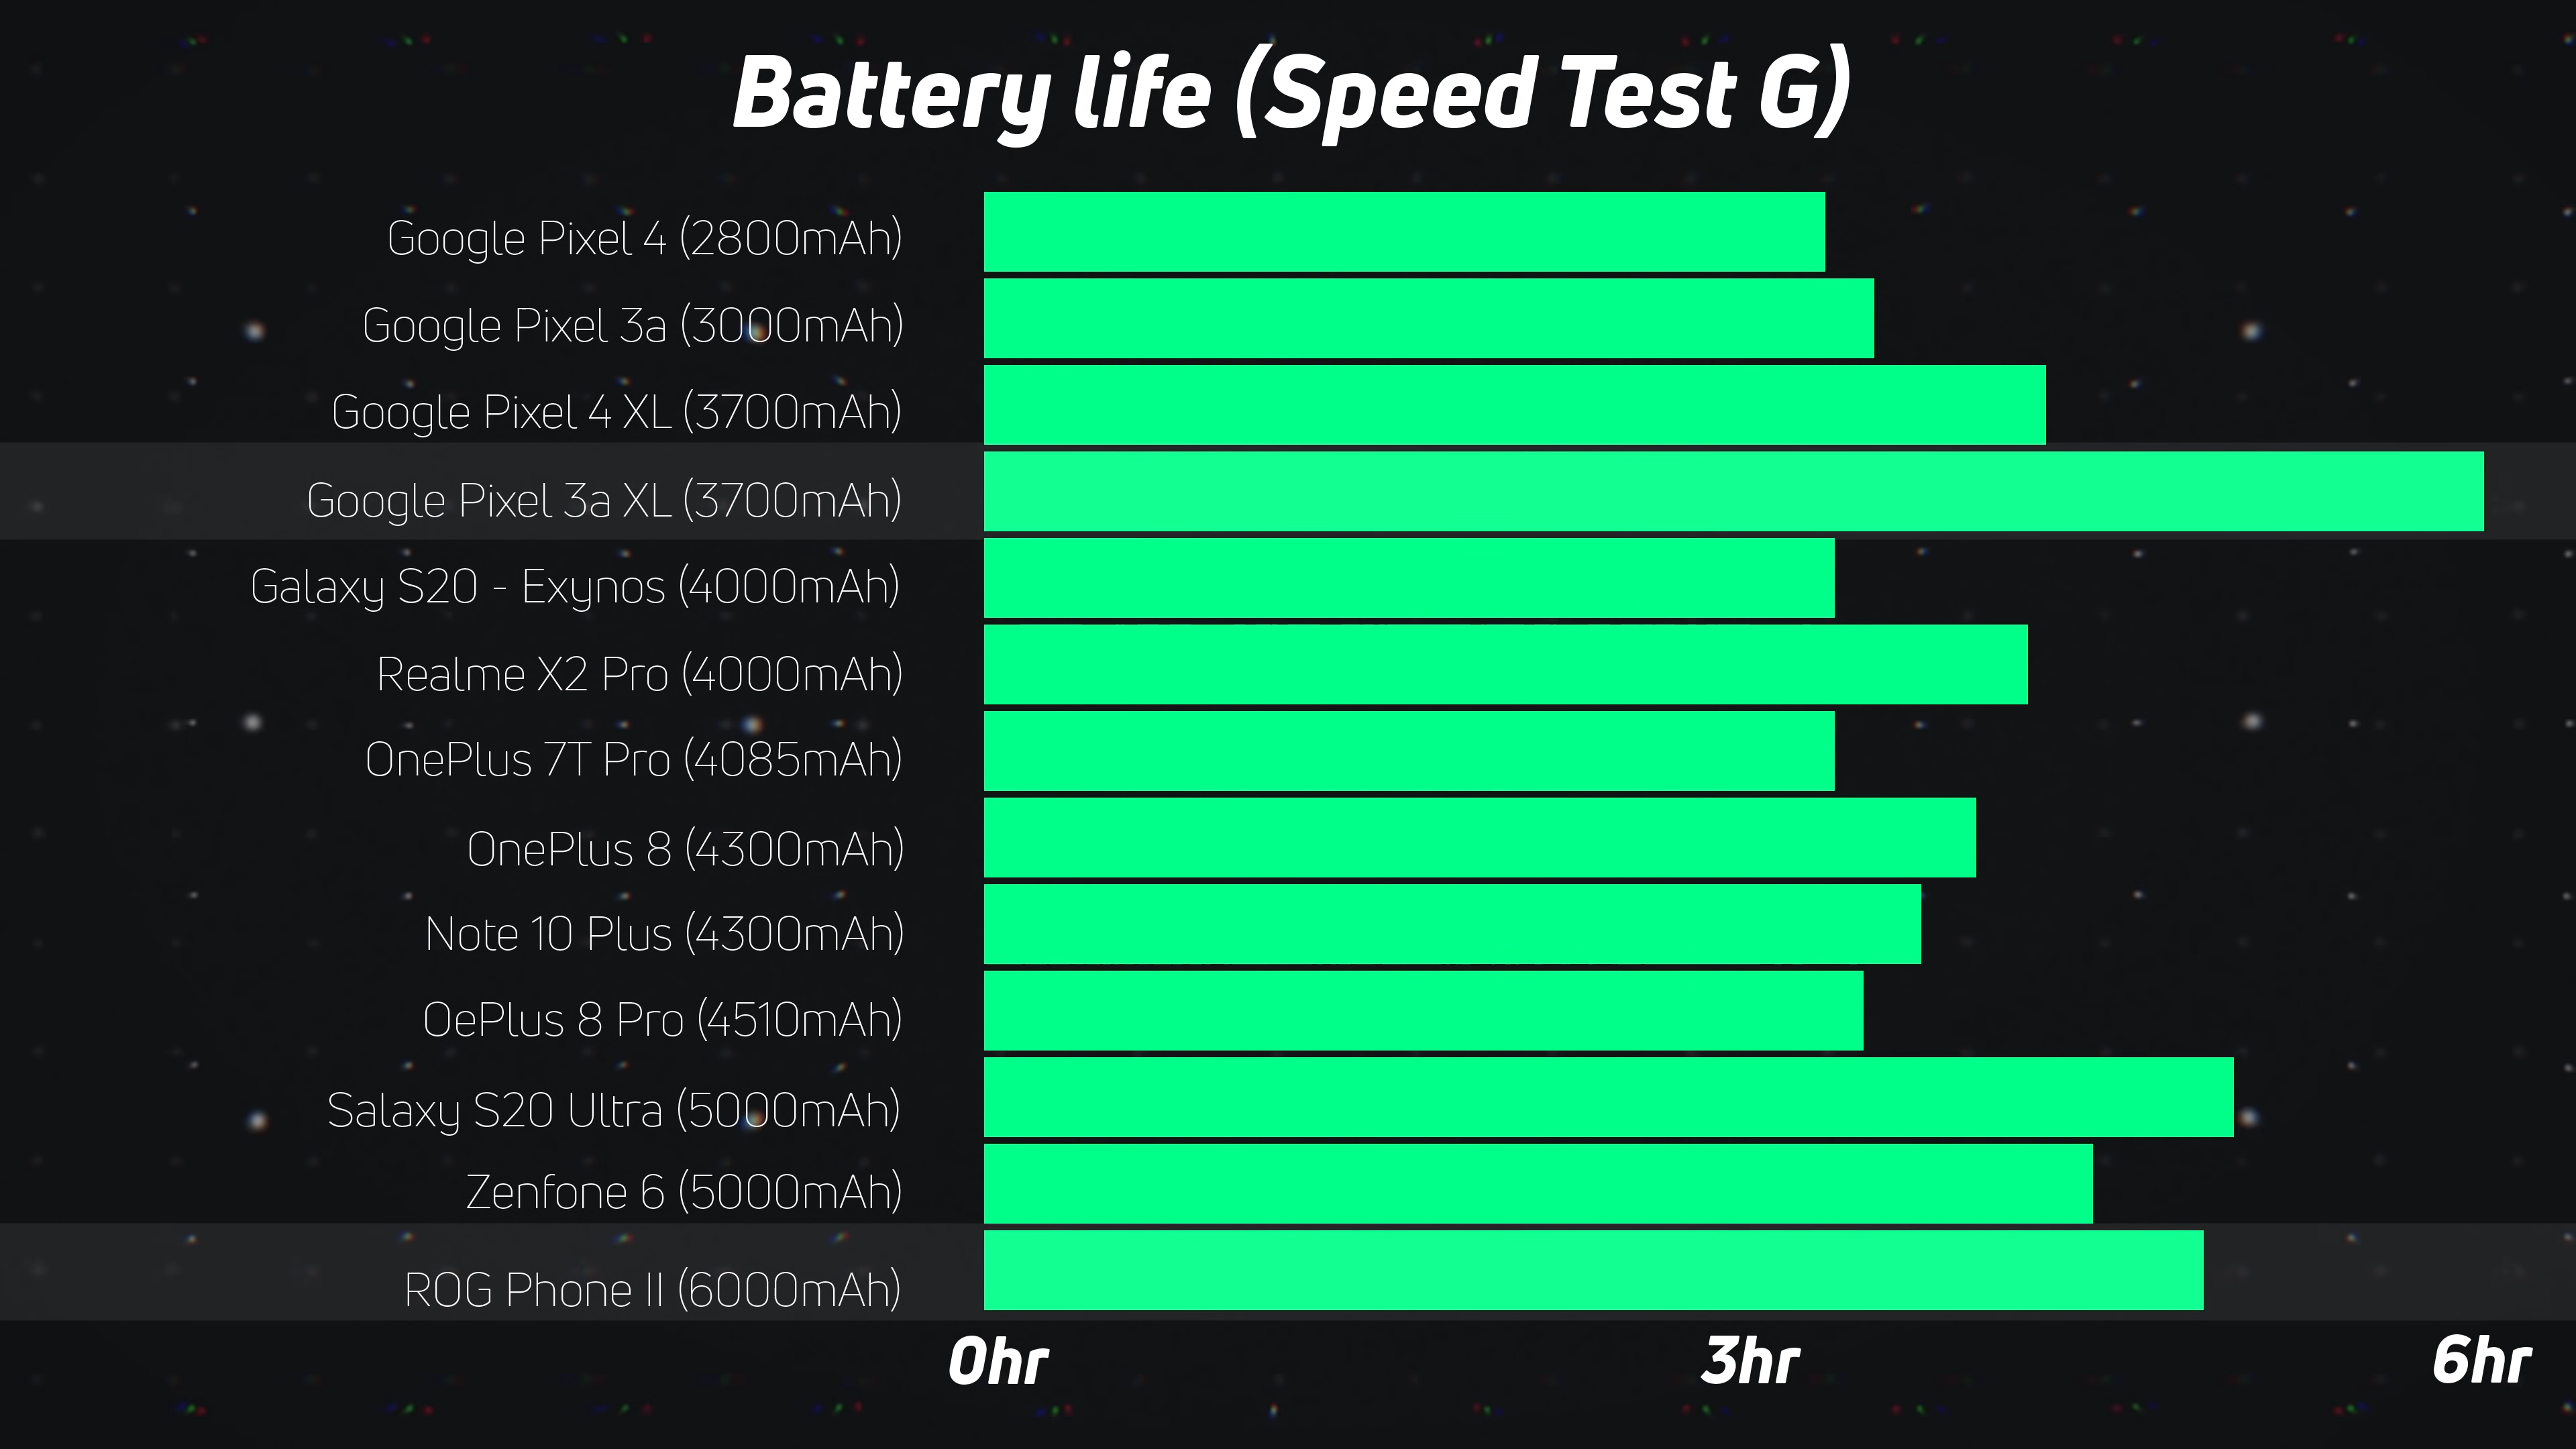 Battery life (Speed Test G)
Google Pixel 4 (2800mAh)
Google Pixel 3a (3000mAh)
Google Pixel 4 XL (3700mAh)
Google Pixel 3a XL (3700mAh)
Galaxy S20 - Exynos (4000mAh)
Realme X2 Pro (4000mAh)
OnePlus 7T Pro (4085mAh)
OnePlus 8 (4300mAh)
Note 10 Plus (4300mAh)
OePlus 8 Pro (4510mAh)
Salaxy S20 Ultra (5000mAh)
Zenfone 6 (5000mAh)
ROG Phone II (6000mAh)
0hr 3hr 6hr